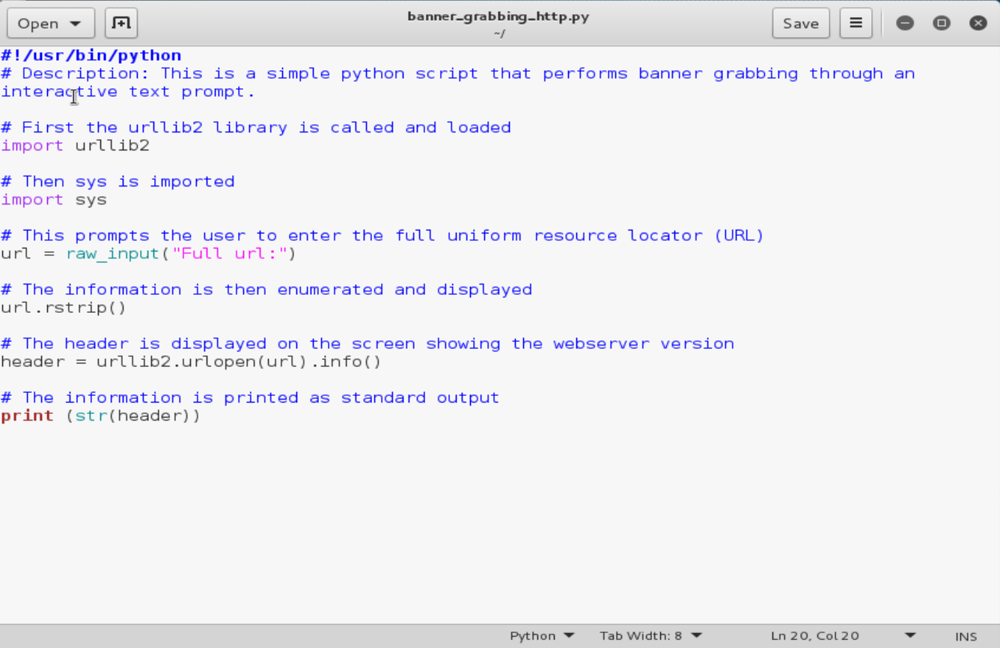 Open
banner_grabbing_http.py
~/
Save
#!/usr/bin/python
# Description: This is a simple python script that performs banner grabbing through an
interactive text prompt.
# First the urllib2 library is called and loaded
import urllib2
# Then sys is imported
import sys
# This prompts the user to enter the full uniform resource locator (URL)
url = raw_input("Full url:")
# The information is then enumerated and displayed
url.rstrip()
# The header is displayed on the screen showing the webserver version
header = urllib2.urlopen(url).info()
# The information is printed as standard output
print (str(header))
Python
Tab Width: 8
Ln 20, Col 20
INS